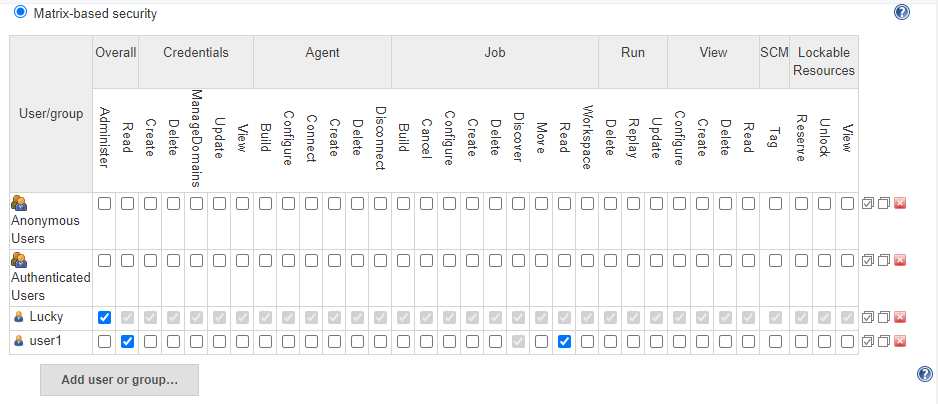 Matrix-based security
User/group
Overall
Credentials
Agent
Job
Run
View
SCM
Lockable
Resources
Administer
Read
Create
Delete
ManageDomains
Update
View
Build
Configure
Connect
Create
Delete
Disconnect
Build
Cancel
Configure
Create
Delete
Discover
Move
Read
Workspace
Delete
Replay
Update
Configure
Create
Delete
Read
Tag
Reserve
Unlock
View
Anonymous
Users
Authenticated
Users
Lucky
user1
Add user or group...